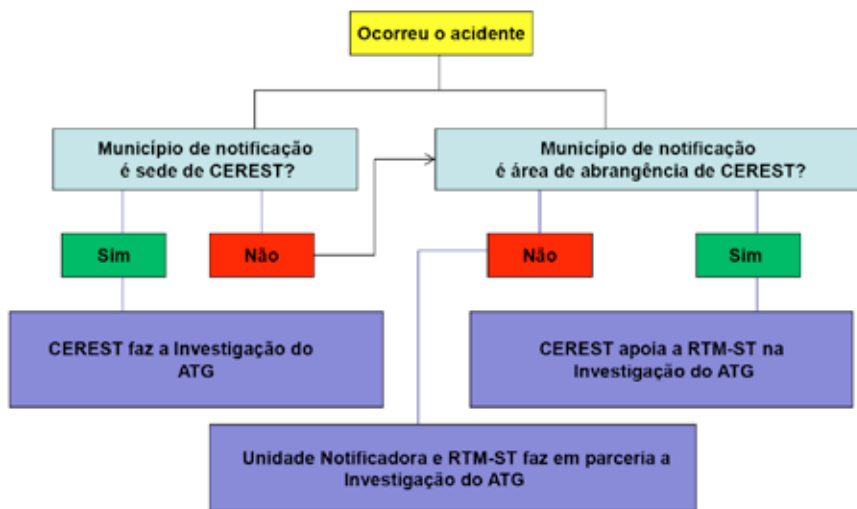 Ocorreu o acidente
Município de notificação
é sede de CEREST?
Município de notificação
é área de abrangência de CEREST?
Sim
Não
Não
Sim
CEREST faz a Investigação do
ATG
CEREST apoia a RTM-ST na
Investigação do ATG
Unidade Notificadora e RTM-ST faz em parceria a
Investigação do ATG